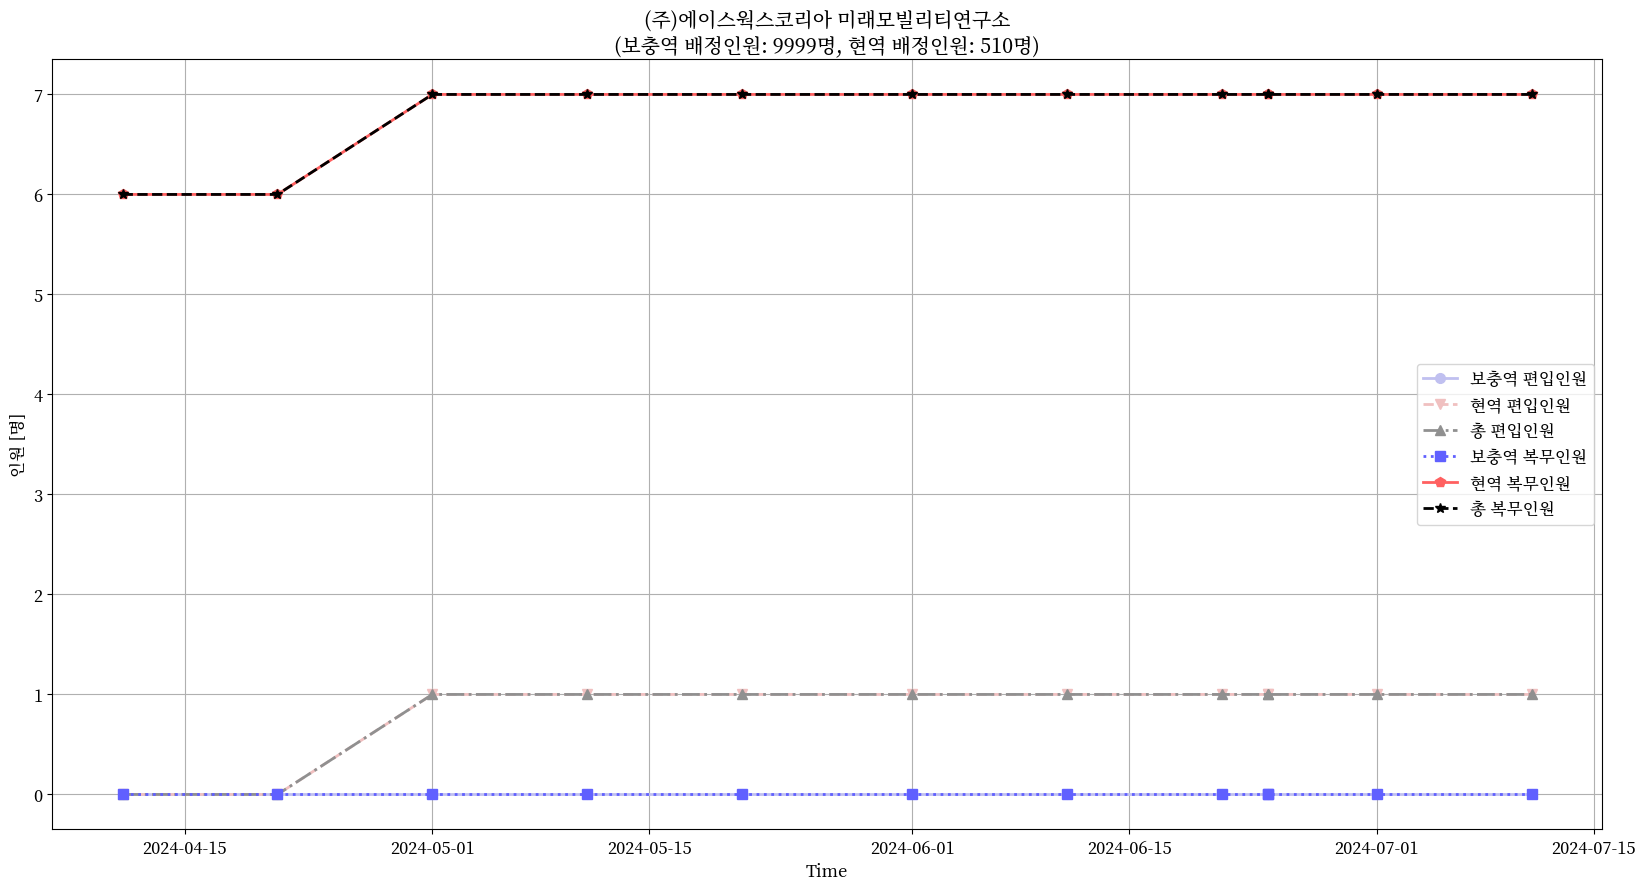 (주)에이스웍스코리아 미래모빌리티연구소
(보충역 배정인원: 9999명, 현역 배정인원: 510명)
7
6
5
4
3
2
1
0
인원 [명]
보충역 편입인원
현역 편입인원
총 편입인원
보충역 복무인원
현역 복무인원
총 복무인원
2024-04-15
2024-05-01
2024-05-15
2024-06-01
2024-06-15
2024-07-01
2024-07-15
Time